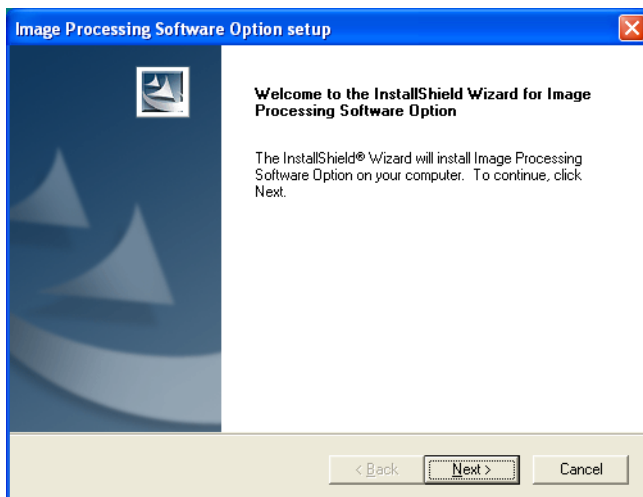 Image Processing Software Option setup
Welcome to the InstallShield Wizard for Image
Processing Software Option
The InstallShield® Wizard will install Image Processing
Software Option on your computer. To continue, click
Next.
< Back
Next >
Cancel